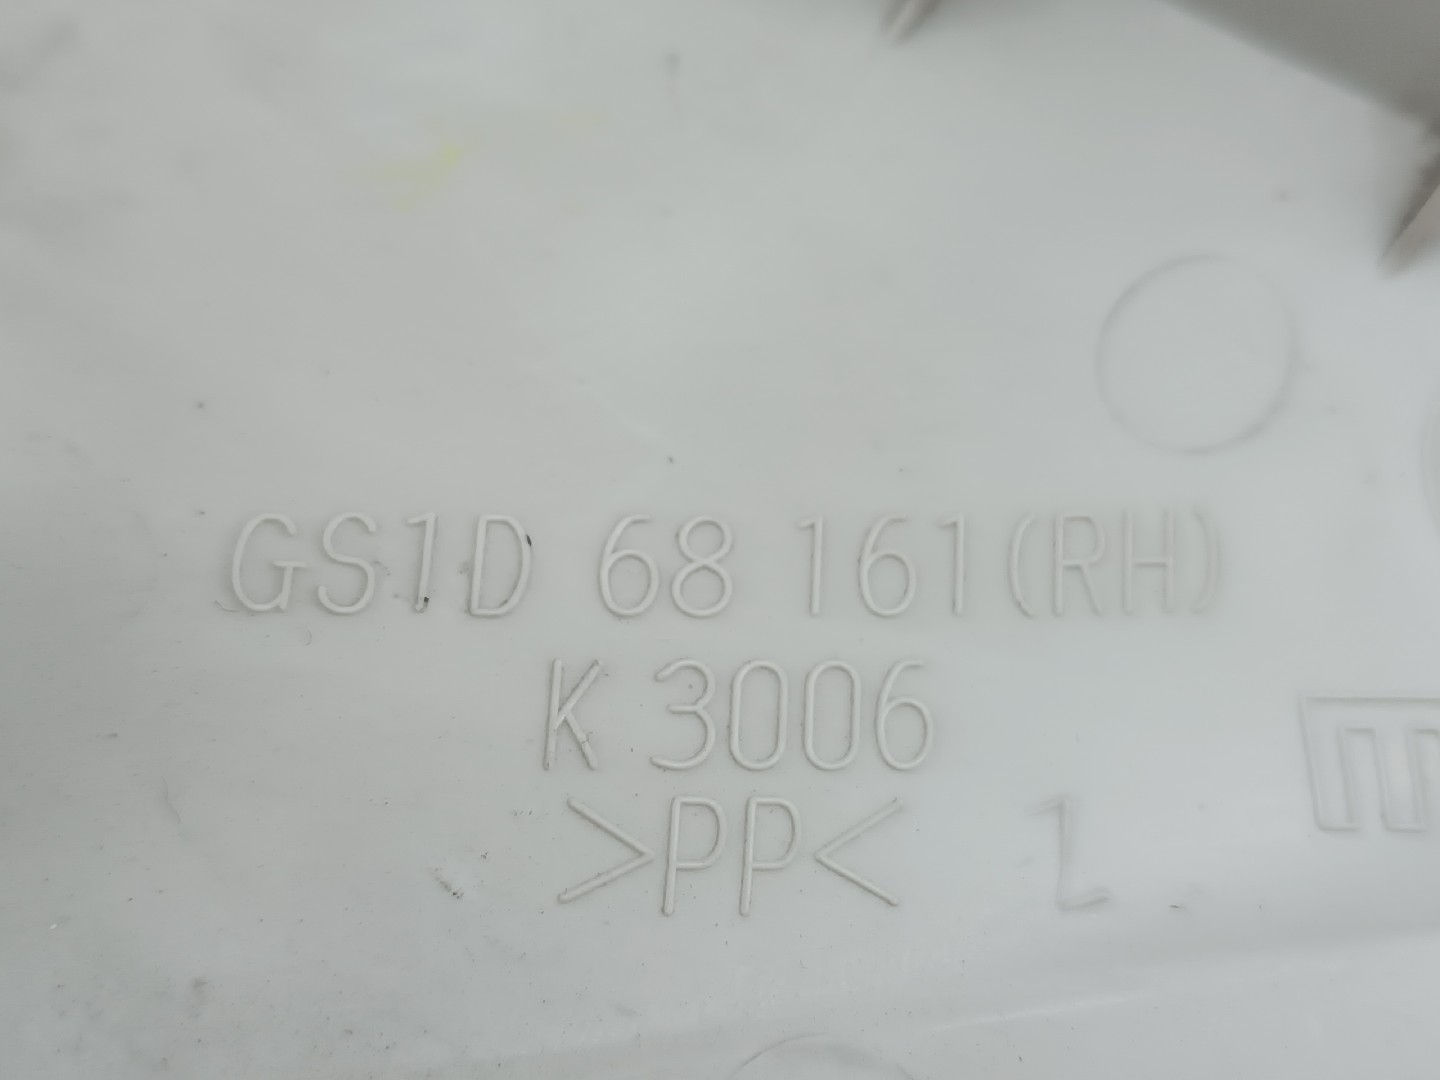 GS1D 68 161(RH)
K 3006
>PP<